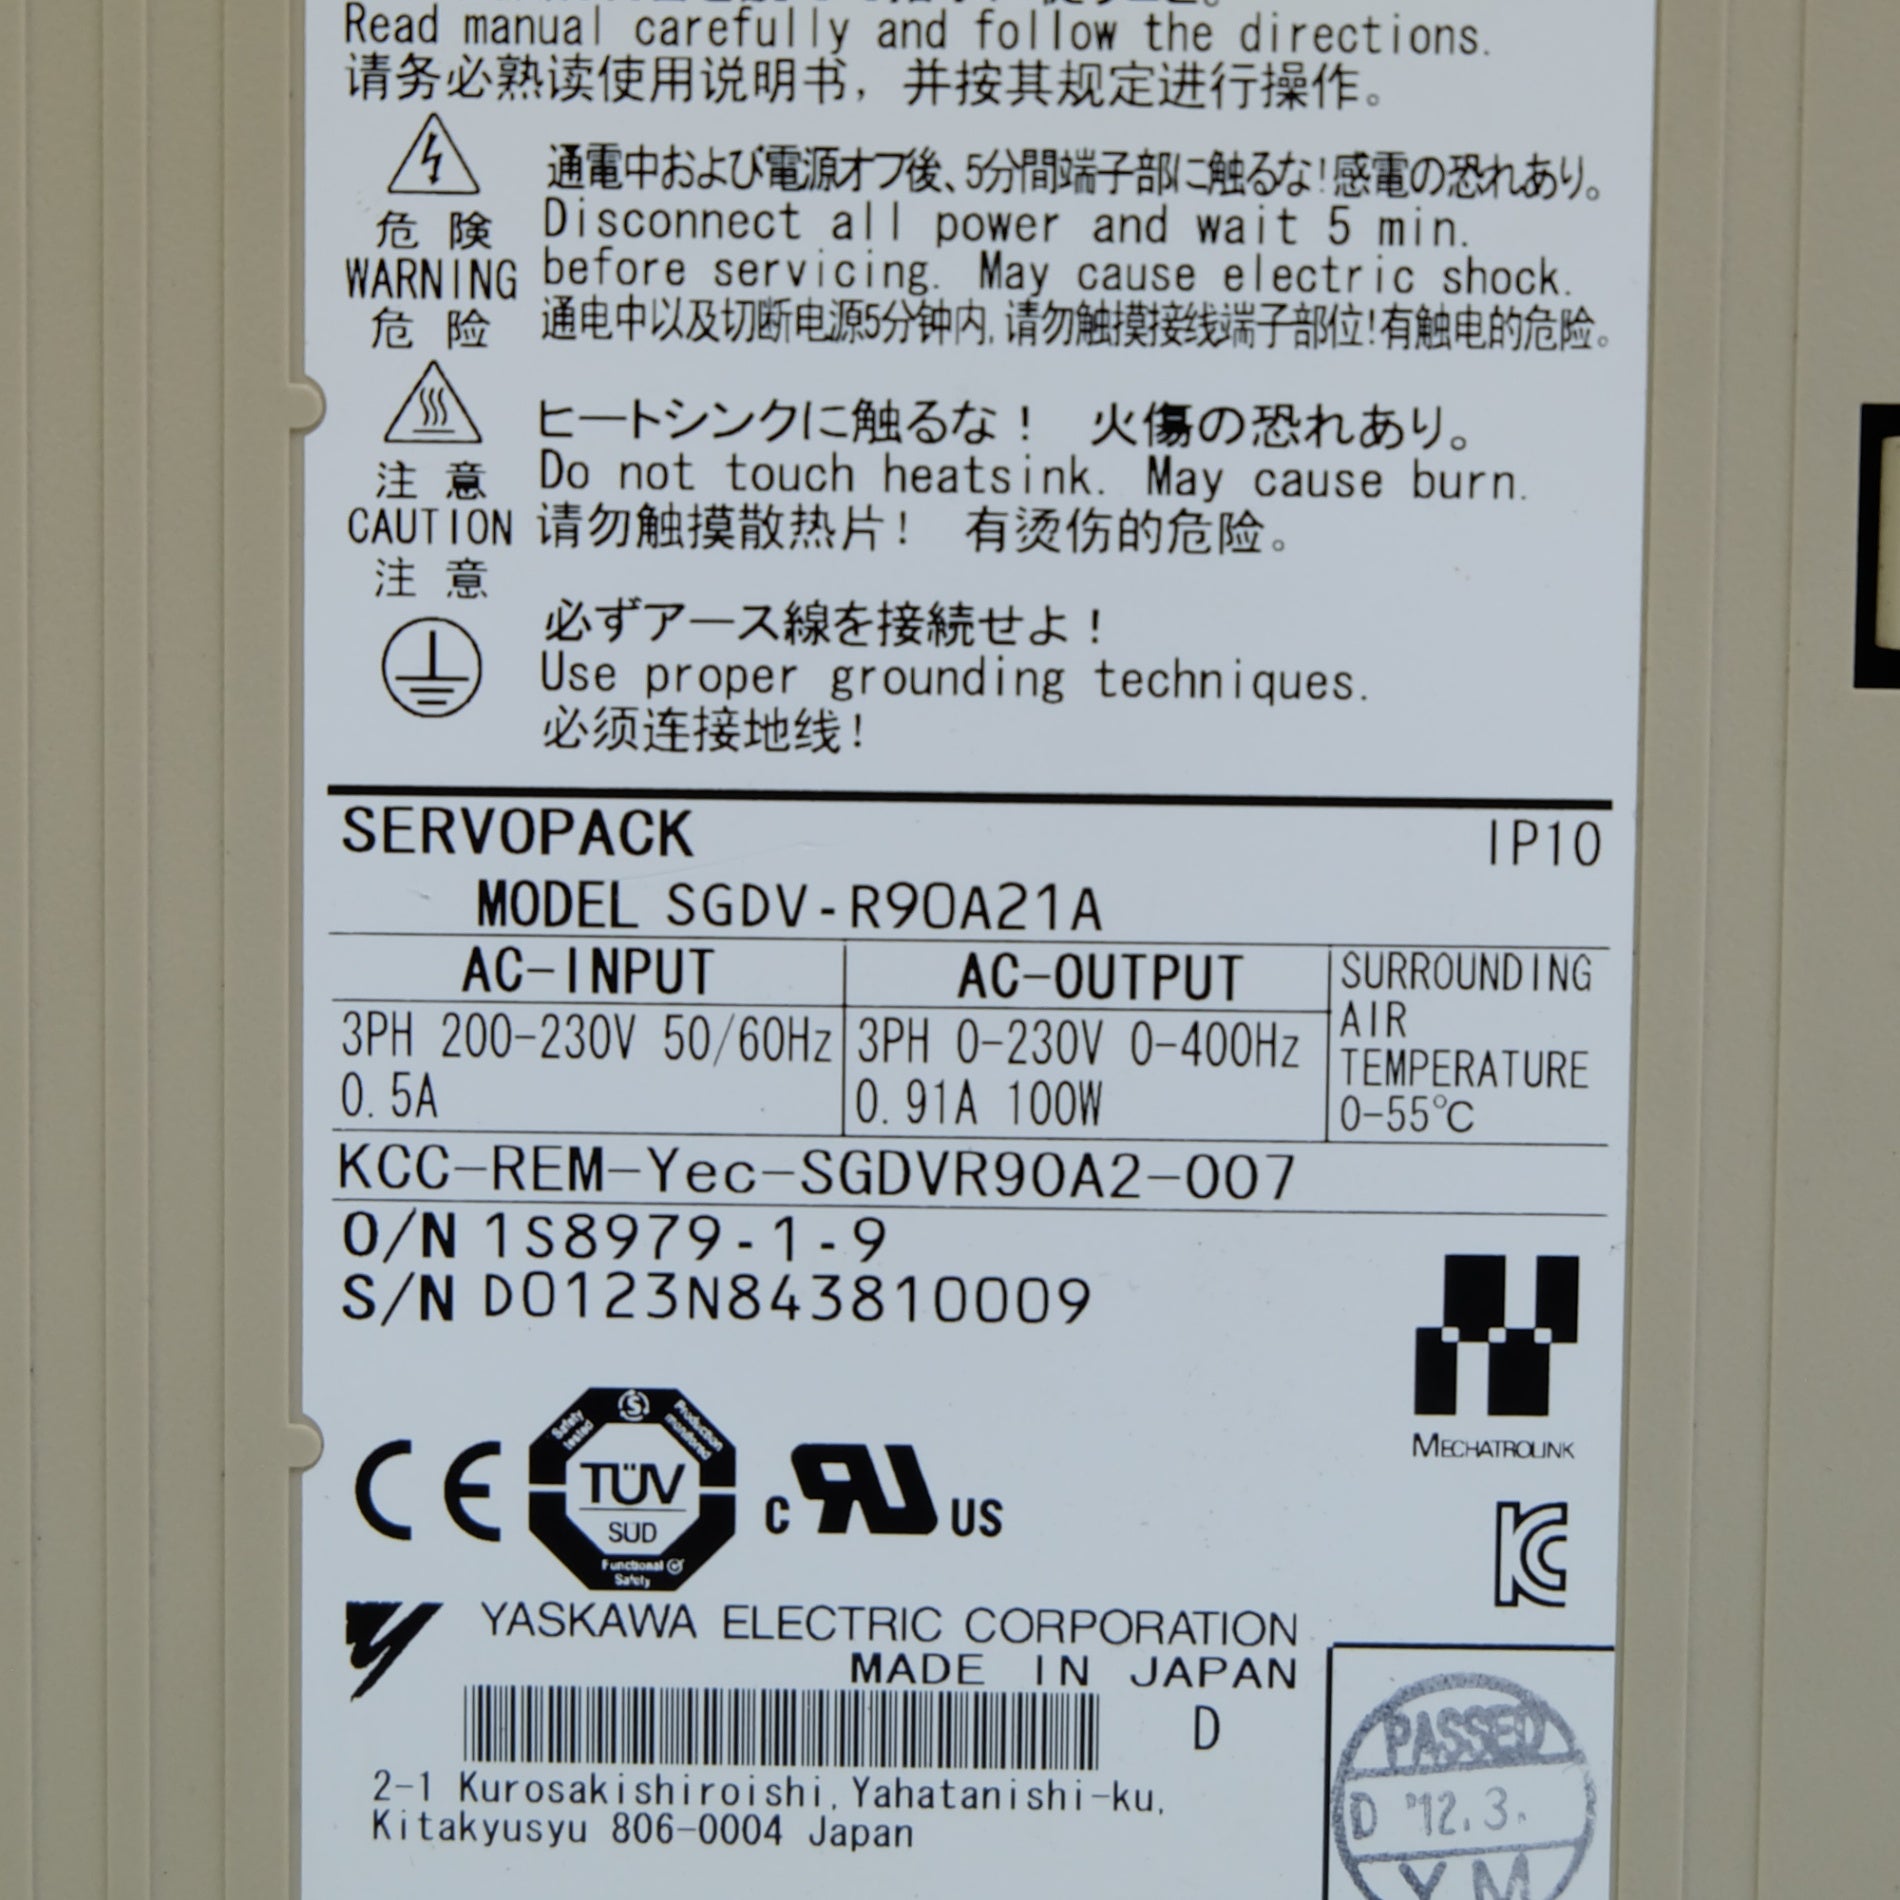 Read manual carefully and follow the directions.
请务必熟读使用说明书，并按其规定进行操作。
通電中および電源オフ後、5分間端子部に触るな!感電の恐れあり。
危 険 Disconnect all power and wait 5 min.
WARNING before servicing. May cause electric shock.
危 险 通电中以及切断电源5分钟内,请勿触摸接线端子部位!有触电的危险。
ヒートシンクに触るな! 火傷の恐れあり。
注 意 Do not touch heatsink. May cause burn.
CAUTION 请勿触摸散热片! 有烫伤的危险。
注 意
必ずアース線を接続せよ!
Use proper grounding techniques.
必须连接地线!
SERVOPACK IP10
MODEL SGDV-R90A21A
AC-INPUT AC-OUTPUT SURROUNDING
AIR
3PH 200-230V 50/60Hz 3PH 0-230V 0-400Hz TEMPERATURE
0.5A 0.91A 100W 0-55℃
KCC-REM-Yec-SGDVR90A2-007
O/N 1S8979-1-9
S/N D0123N843810009
MECHATROLINK
CE
Safety tested
S
Production monitored
TÜV
SÜD
Functional Safety
C RU US
KC
YASKAWA ELECTRIC CORPORATION
MADE IN JAPAN
D
2-1 Kurosakishiroishi, Yahatanishi-ku,
Kitakyusyu 806-0004 Japan
PASSED
D '12.3.
YM